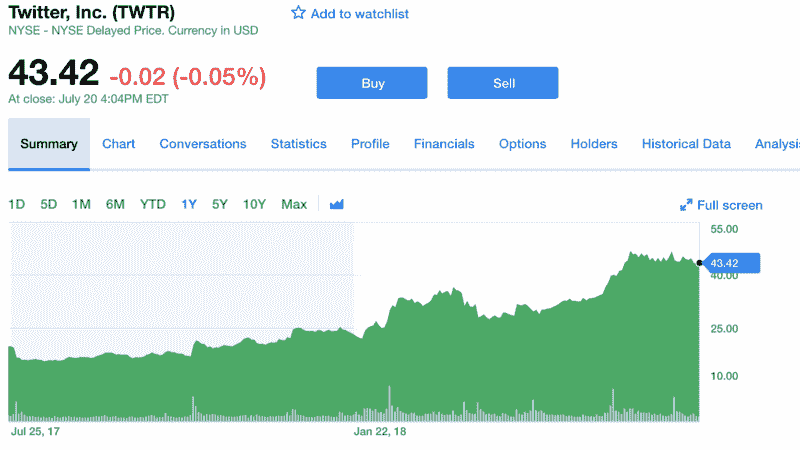 Twitter, Inc. (TWTR)
Add to watchlist
NYSE - NYSE Delayed Price. Currency in USD
43.42 -0.02 (-0.05%)
At close: July 20 4:04PM EDT
Buy
Sell
Summary Chart Conversations Statistics Profile Financials Options Holders Historical Data Analysis
1D 5D 1M 6M YTD 1Y 5Y 10Y Max
Full screen
55.00
43.42
40.00
25.00
10.00
Jul 25, 17
Jan 22, 18